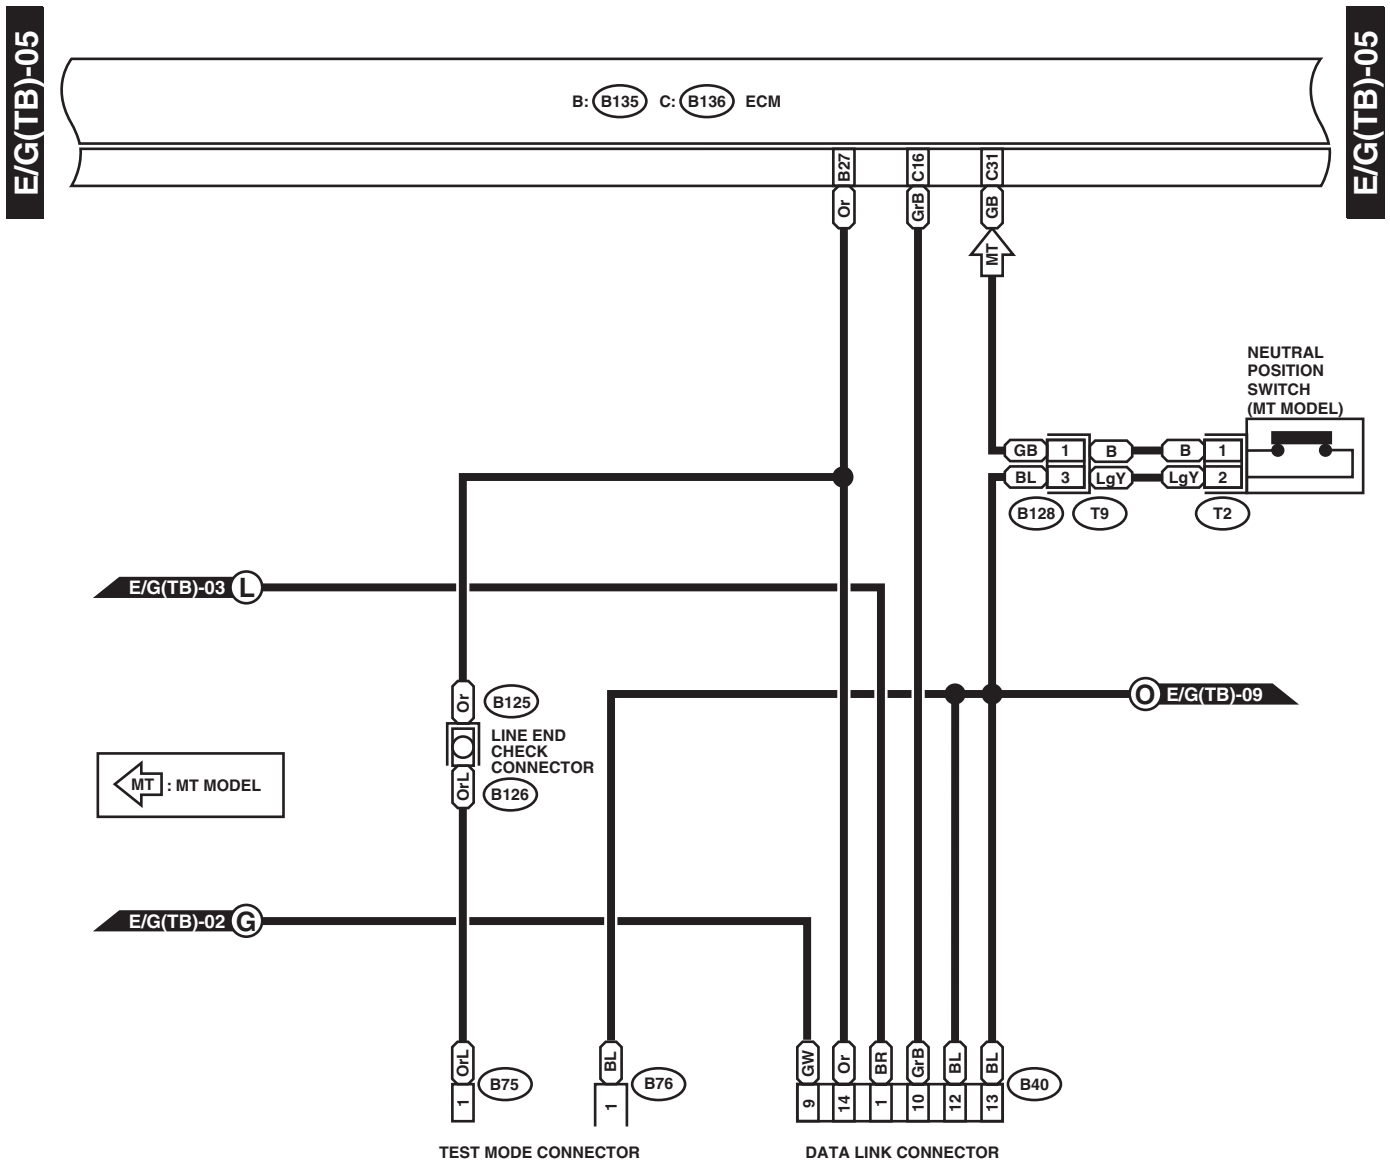 E/G(TB)-05
E/G(TB)-05
B: B135 C: B136 ECM
B27 C16 C31
Or GrB GB
MT
NEUTRAL
POSITION
SWITCH
(MT MODEL)
GB 1 B B 1
BL 3 LgY LgY 2
B128 T9 T2
E/G(TB)-03 L
O E/G(TB)-09
Or B125
LINE END
CHECK
CONNECTOR
OrL B126
MT : MT MODEL
E/G(TB)-02 G
OrL BL GW Or BR GrB BL BL
B75 B76 B40
1 1 9 14 1 10 12 13
TEST MODE CONNECTOR DATA LINK CONNECTOR